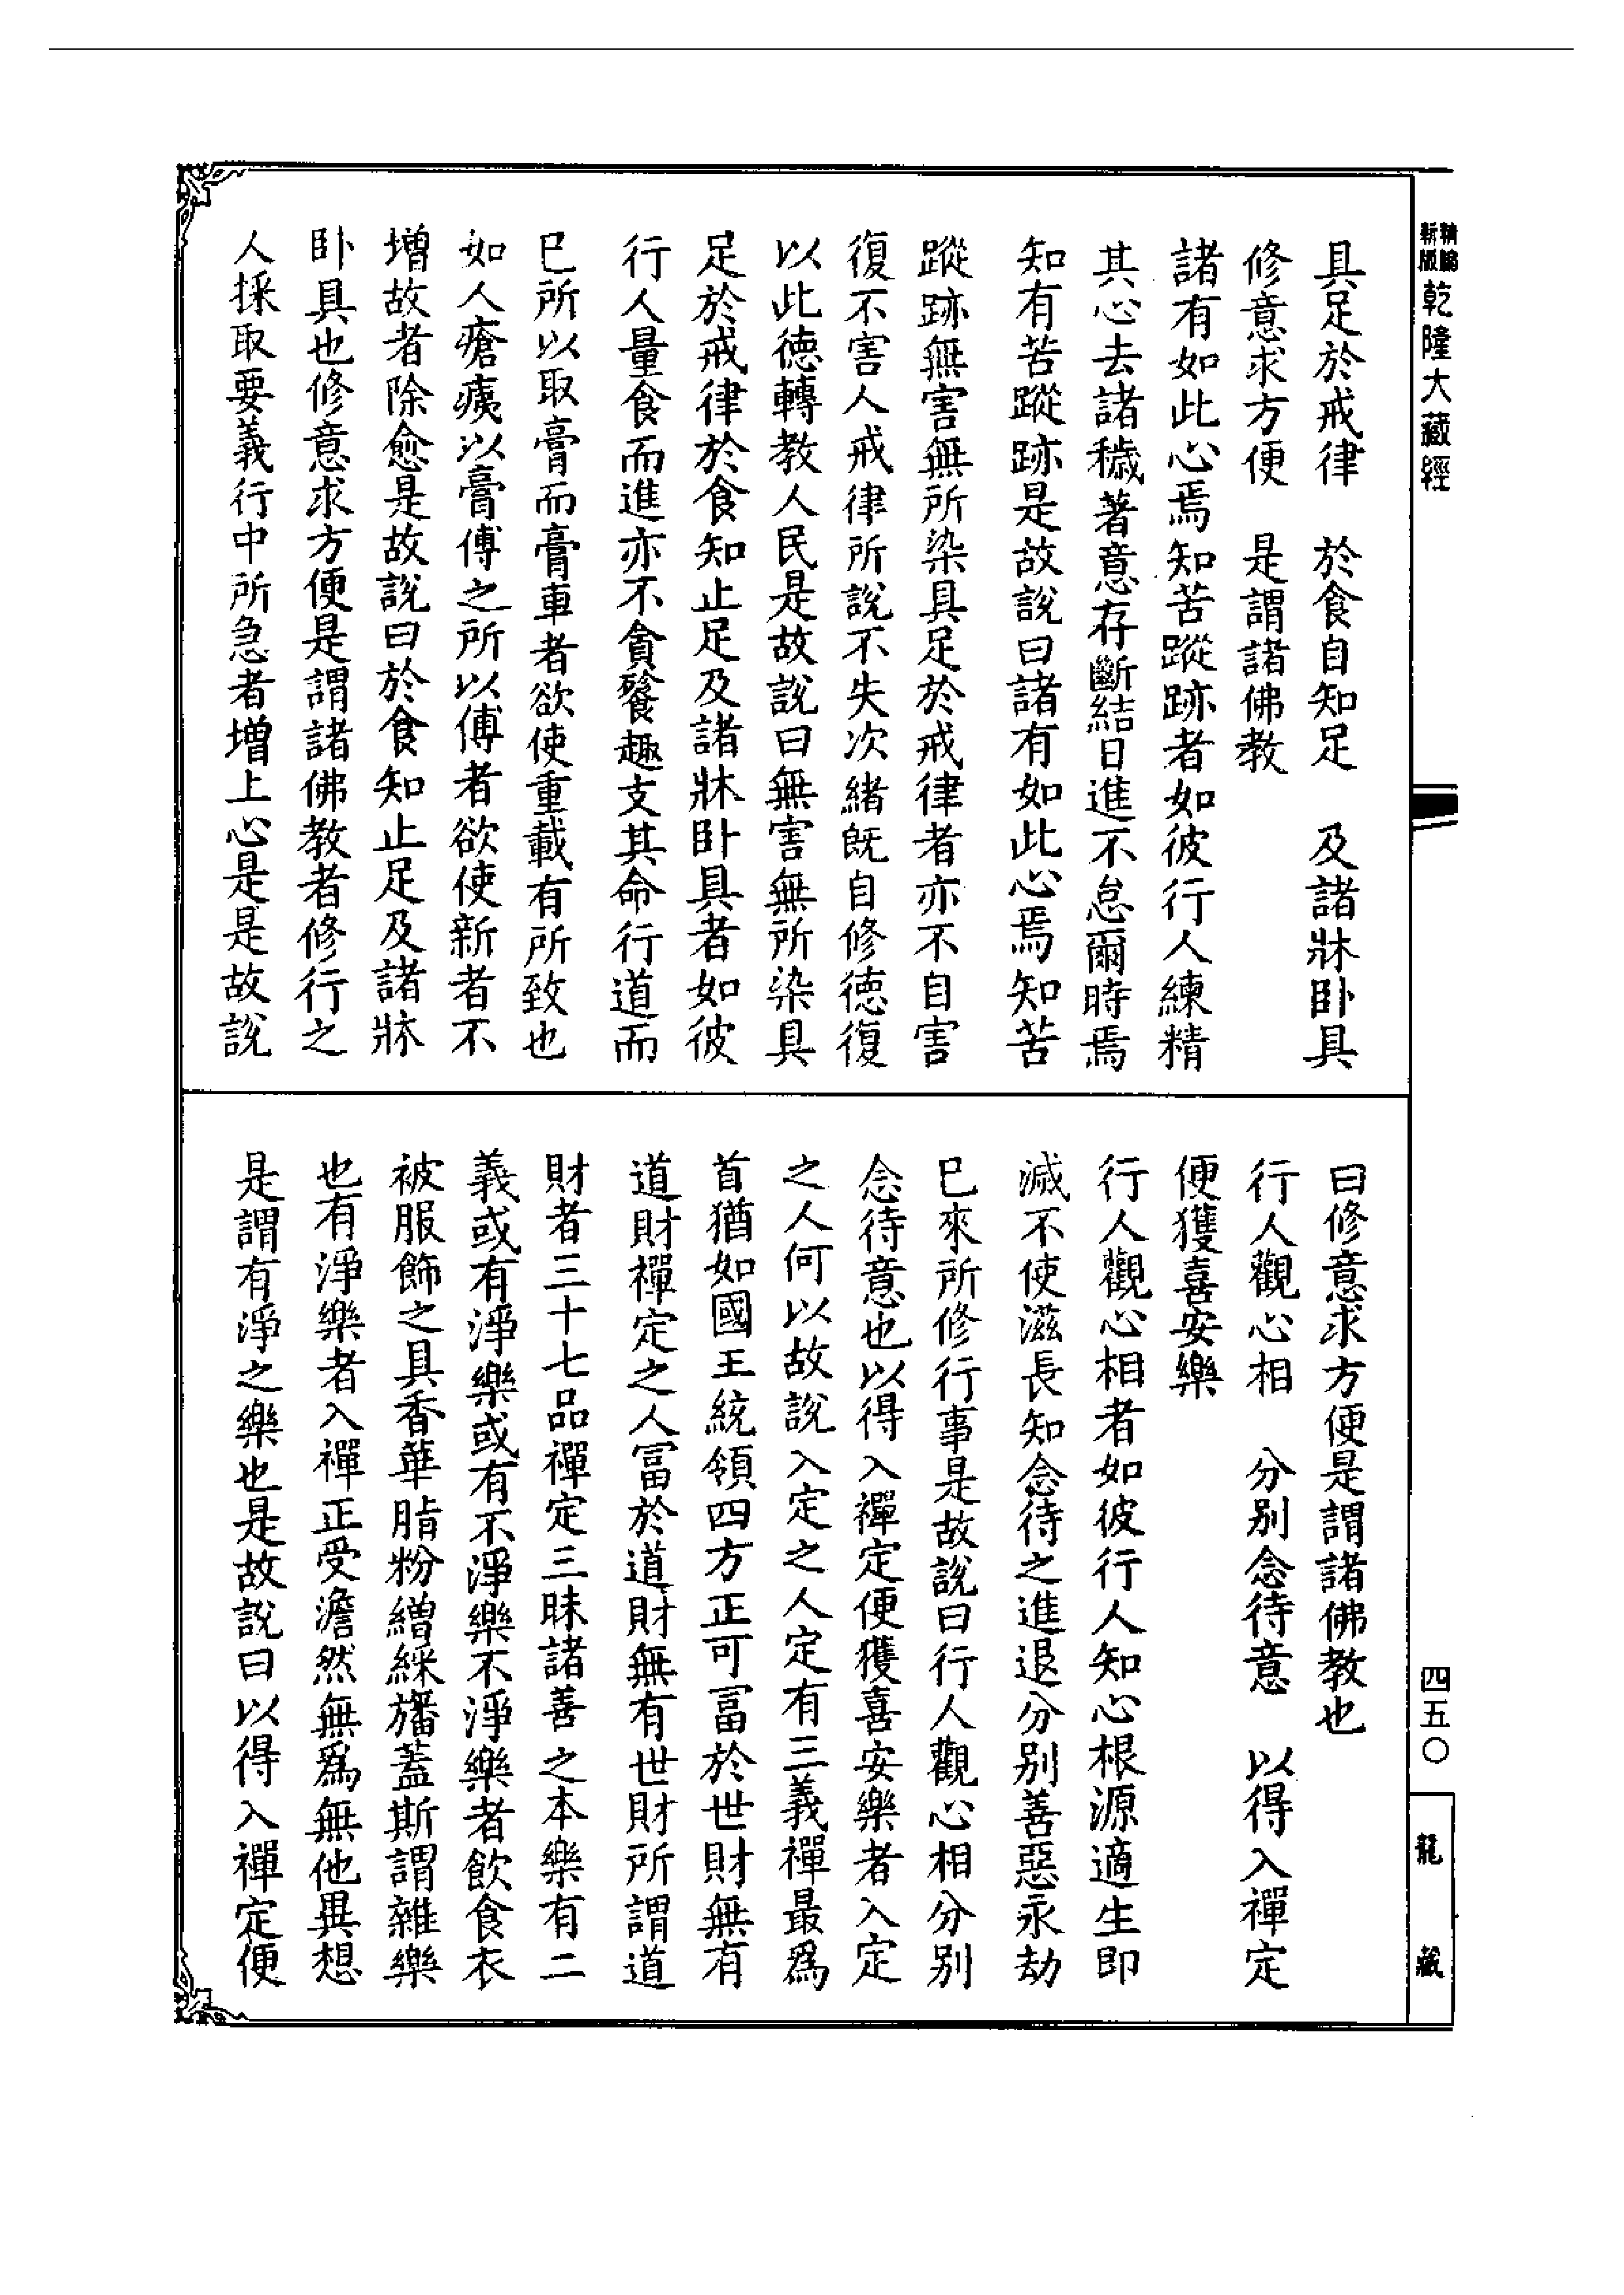 精編新版乾隆大藏經
具足於戒律　於食自知足　及諸牀臥具
修意求方便　是謂諸佛教
諸有如此心焉知苦蹤跡者如彼行人練精
其心去諸穢著意存斷結日進不怠爾時焉
知有苦蹤跡是故說曰諸有如此心焉知苦
蹤跡無害無所染具足於戒律者亦不自害
復不害人戒律所說不失次緒既自修德復
以此德轉教人民是故說曰無害無所染具
足於戒律於食知止足及諸牀臥具者如彼
行人量食而進亦不貪餮趣支其命行道而
已所以取膏而膏車者欲使重載有所致也
如人瘡痍以膏傅之所以傅者欲使新者不
增故者除愈是故說曰於食知止足及諸牀
臥具也修意求方便是謂諸佛教者修行之
人採取要義行中所急者增上心是是故說
曰修意求方便是謂諸佛教也
行人觀心相　分別念待意　以得入禪定
便獲喜安樂
行人觀心相者如彼行人知心根源適生即
滅不使滋長知念待之進退分別善惡永劫
已來所修行事是故說曰行人觀心相分別
念待意也以得入禪定便獲喜安樂者入定
之人何以故說入定之人定有三義禪最爲
首猶如國王統領四方正可富於世財無有
道財禪定之人富於道財無有世財所謂道
財者三十七品禪定三昧諸善之本樂有二
義或有淨樂或有不淨樂不淨樂者飲食衣
被服飾之具香華脂粉繒綵旛蓋斯謂雜樂
也有淨樂者入禪正受澹然無爲無他異想
是謂有淨之樂也是故說曰以得入禪定便
四五〇
龍藏